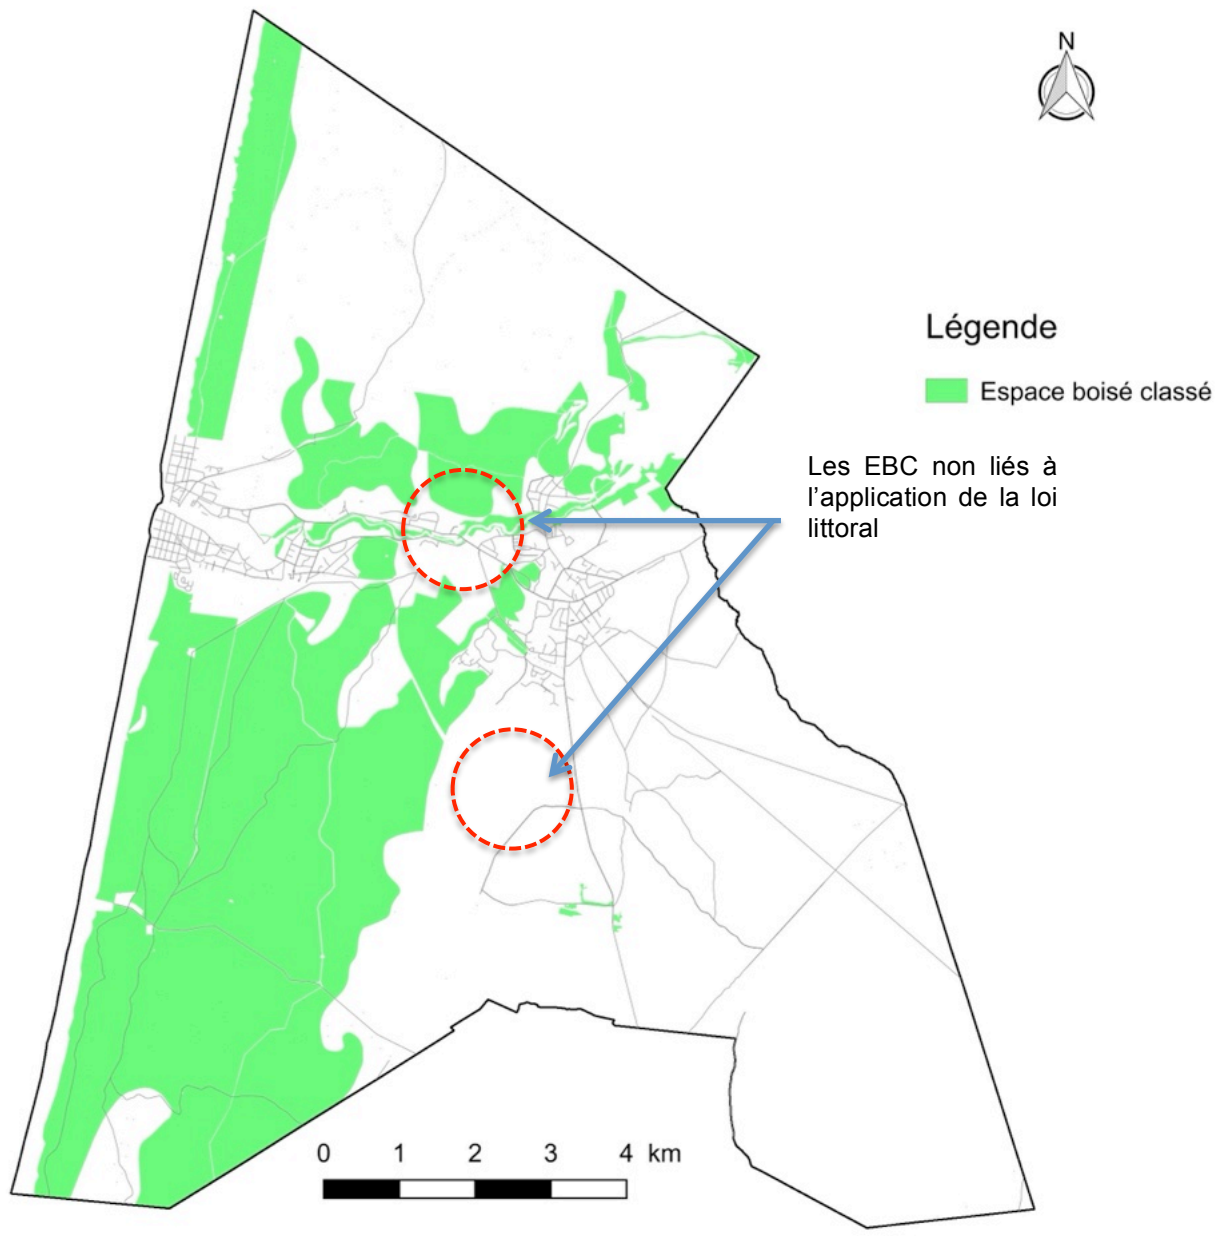 N
Légende
Espace boisé classé
Les EBC non liés à
l’application de la loi
littoral
0 1 2 3 4 km